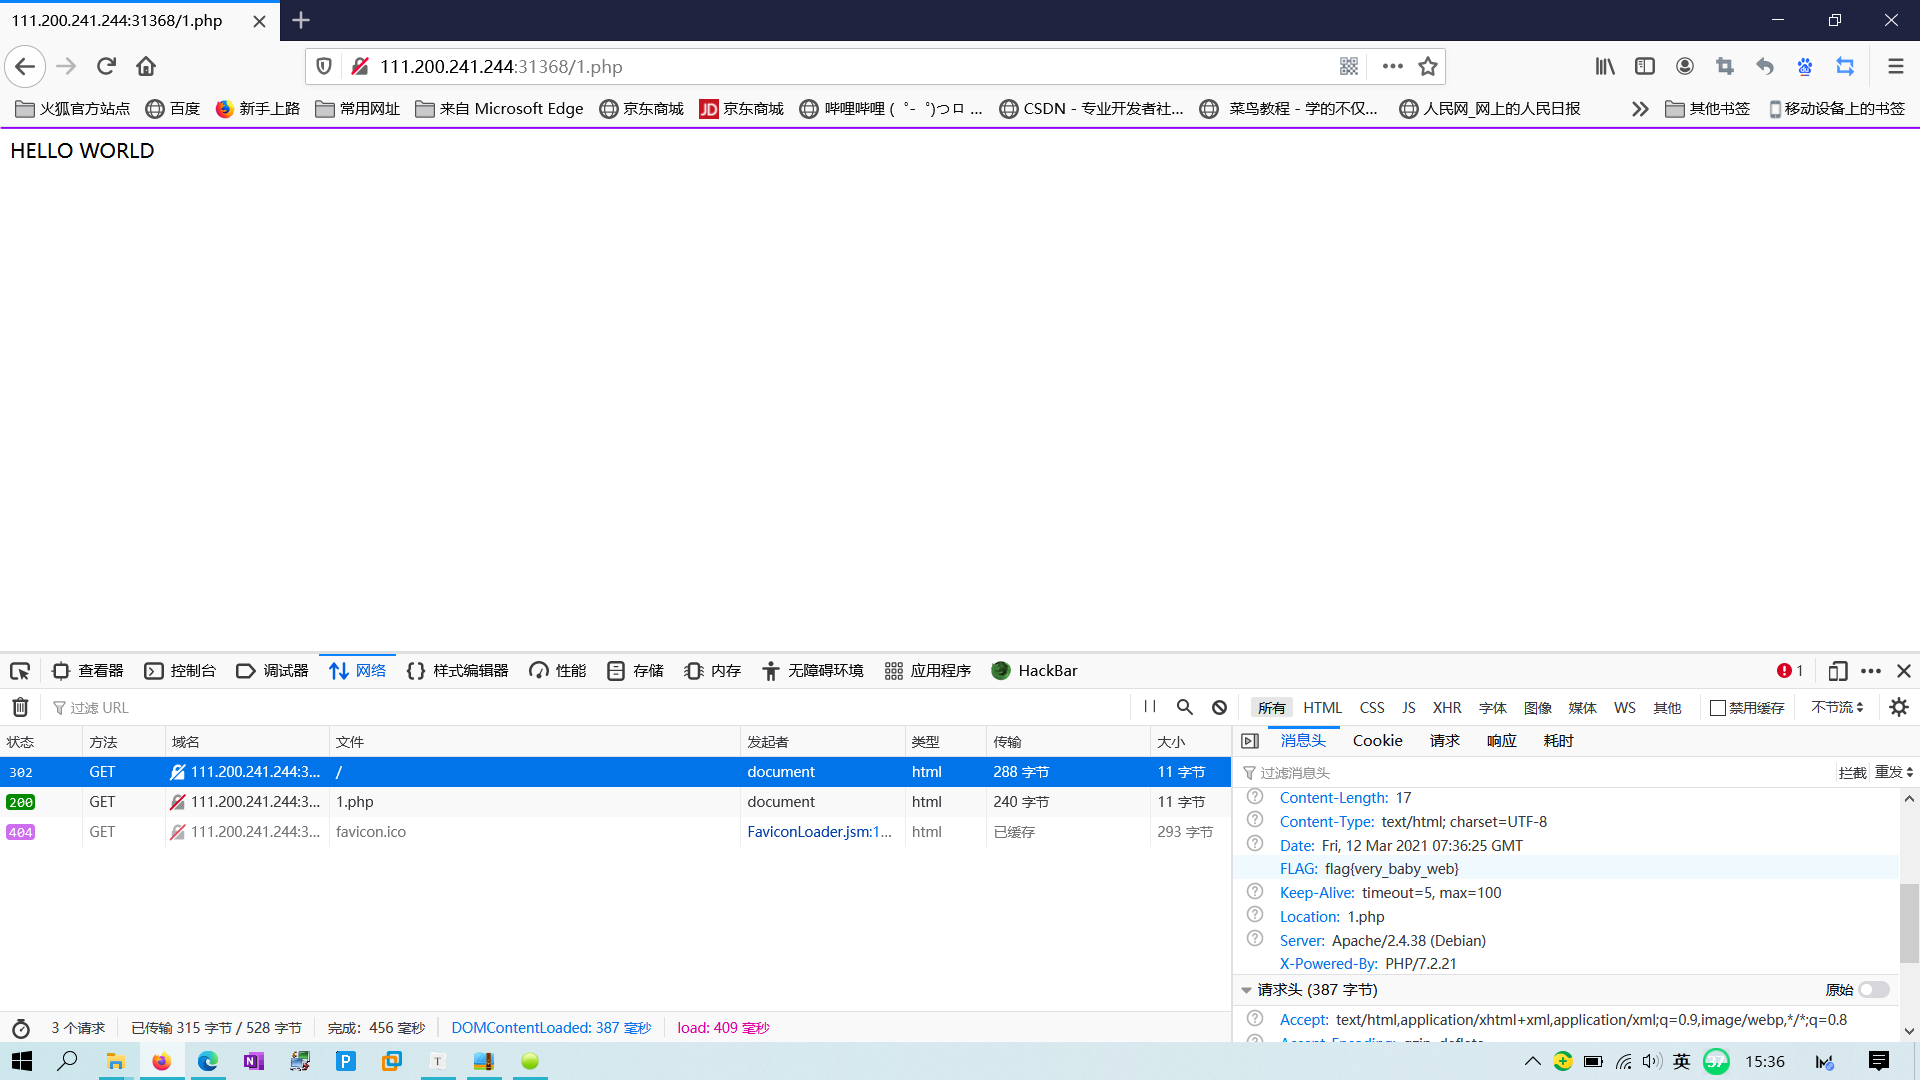 111.200.241.244:31368/1.php
111.200.241.244:31368/1.php
火狐官方站点 百度 新手上路 常用网址 来自 Microsoft Edge 京东商城 JD 京东商城 哔哩哔哩 ( ゜- ゜)つロ ... CSDN - 专业开发者社... 菜鸟教程 - 学的不仅... 人民网_网上的人民日报 其他书签 移动设备上的书签
HELLO WORLD
查看器 控制台 调试器 网络 样式编辑器 性能 存储 内存 无障碍环境 应用程序 HackBar 1
过滤 URL 所有 HTML CSS JS XHR 字体 图像 媒体 WS 其他 禁用缓存 不节流
状态 方法 域名 文件 发起者 类型 传输 大小
302 GET 111.200.241.244:3... / document html 288 字节 11 字节
200 GET 111.200.241.244:3... 1.php document html 240 字节 11 字节
404 GET 111.200.241.244:3... favicon.ico FaviconLoader.jsm:1... html 已缓存 293 字节
消息头 Cookie 请求 响应 耗时
过滤消息头 拦截 重发
Content-Length: 17
Content-Type: text/html; charset=UTF-8
Date: Fri, 12 Mar 2021 07:36:25 GMT
FLAG: flag{very_baby_web}
Keep-Alive: timeout=5, max=100
Location: 1.php
Server: Apache/2.4.38 (Debian)
X-Powered-By: PHP/7.2.21
请求头 (387 字节) 原始
Accept: text/html,application/xhtml+xml,application/xml;q=0.9,image/webp,*/*;q=0.8
Accept-Encoding: gzip, deflate
3 个请求 已传输 315 字节 / 528 字节 完成: 456 毫秒 DOMContentLoaded: 387 毫秒 load: 409 毫秒
英 37 15:36